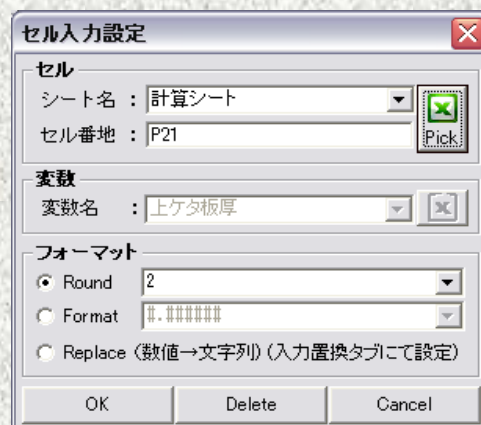 セル入力設定
セル
シート名 : 計算シート
セル番地 : P21
Pick
変数
変数名 : 上ケタ板厚
フォーマット
Round 2
Format #.######
Replace (数値→文字列)(入力置換タブにて設定)
OK Delete Cancel